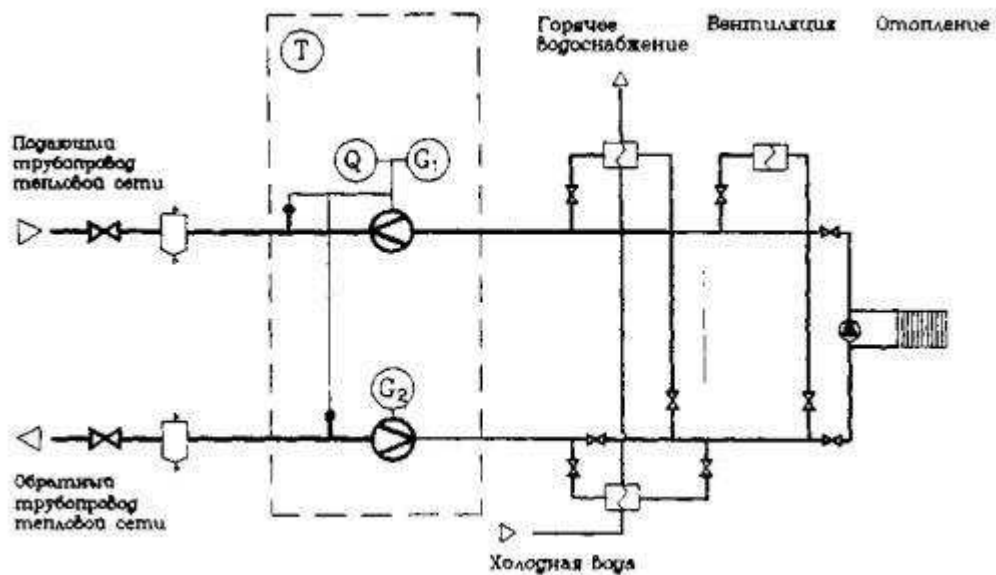 Горячее
водоснабжение
Вентиляция
Отопление
T
Подающий
трубопровод
тепловой сети
Q
G1
G2
Обратный
трубопровод
тепловой сети
Холодная вода